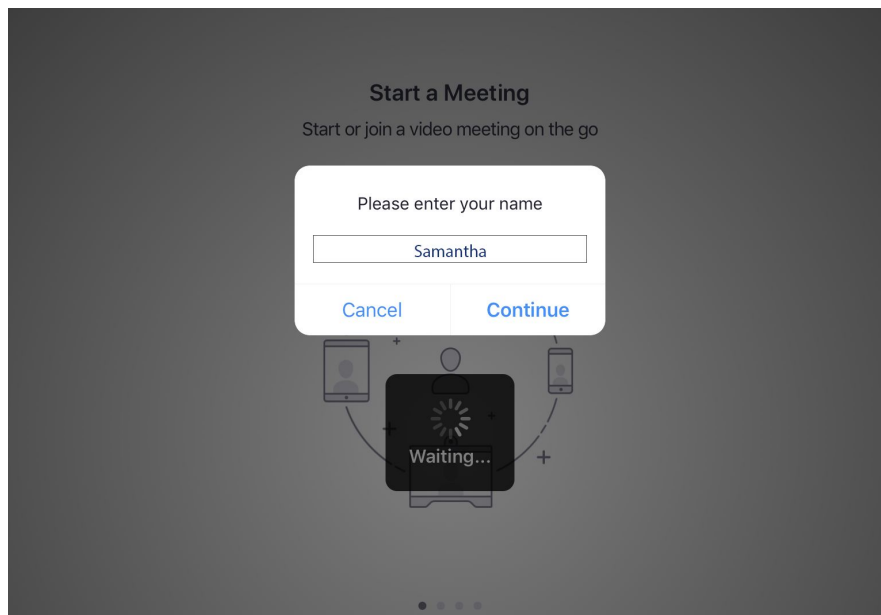 Start a Meeting
Start or join a video meeting on the go
Please enter your name
Samantha
Cancel Continue
Waiting...